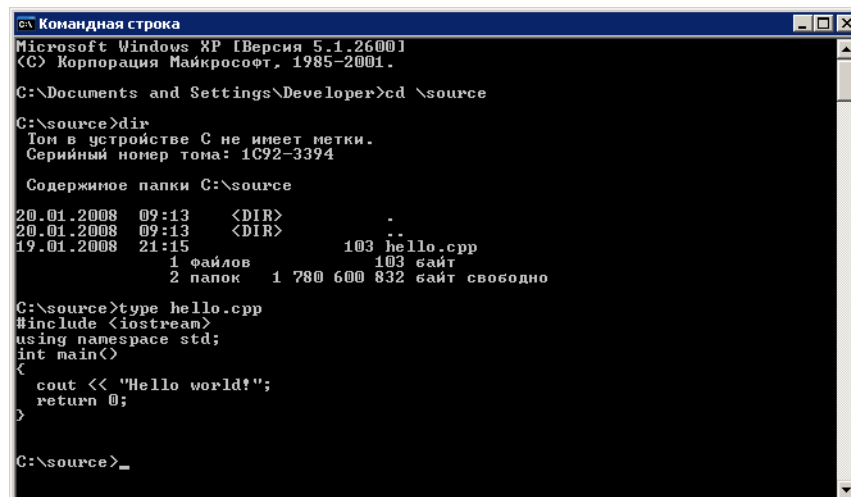 Командная строка
Microsoft Windows XP [Версия 5.1.2600]
(C) Корпорация Майкрософт, 1985-2001.
C:\Documents and Settings\Developer>cd \source
C:\source>dir
Том в устройстве C не имеет метки.
Серийный номер тома: 1C92-3394
Содержимое папки C:\source
20.01.2008  09:13    <DIR>          .
20.01.2008  09:13    <DIR>          ..
19.01.2008  21:15               103 hello.cpp
1 файлов            103 байт
2 папок   1 780 600 832 байт свободно
C:\source>type hello.cpp
#include <iostream>
using namespace std;
int main()
{
  cout << "Hello world!";
  return 0;
}
C:\source>_